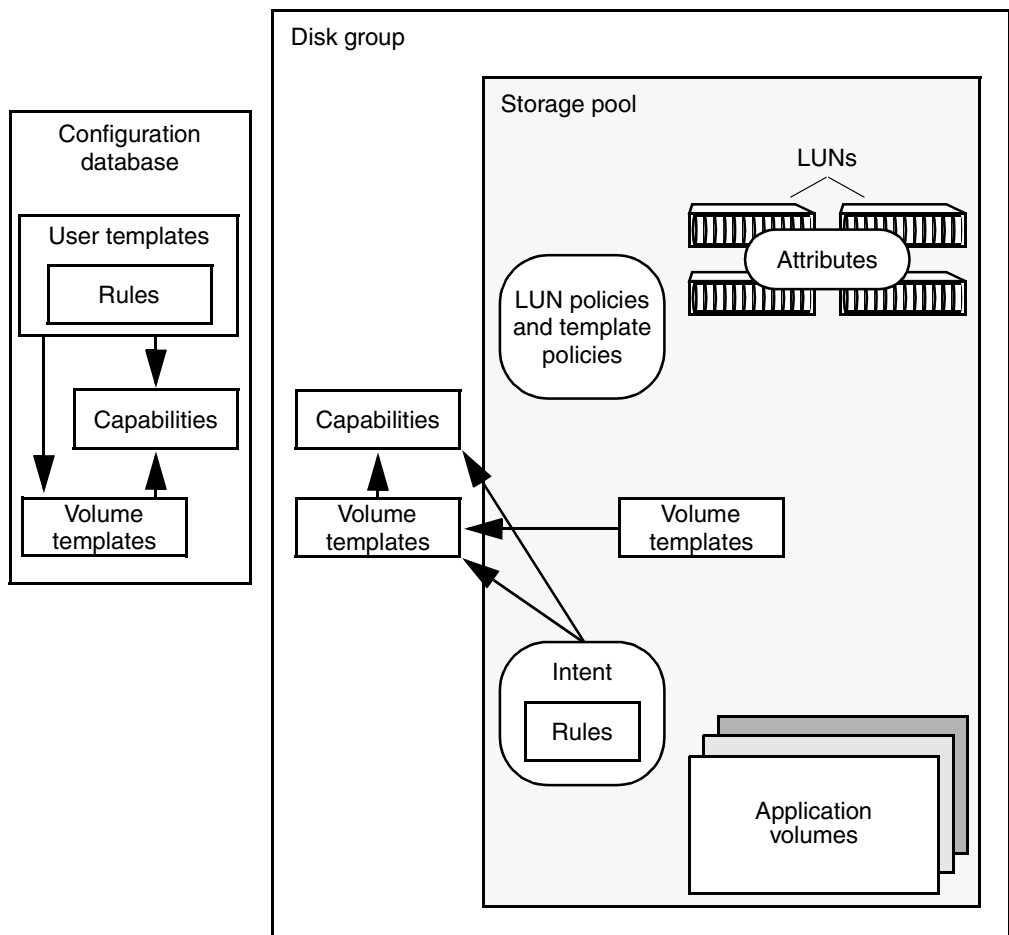 Disk group
Storage pool
Configuration
database
LUNs
User templates
Rules
Attributes
LUN policies
and template
policies
Capabilities
Capabilities
Volume
templates
Volume
templates
Volume
templates
Intent
Rules
Application
volumes